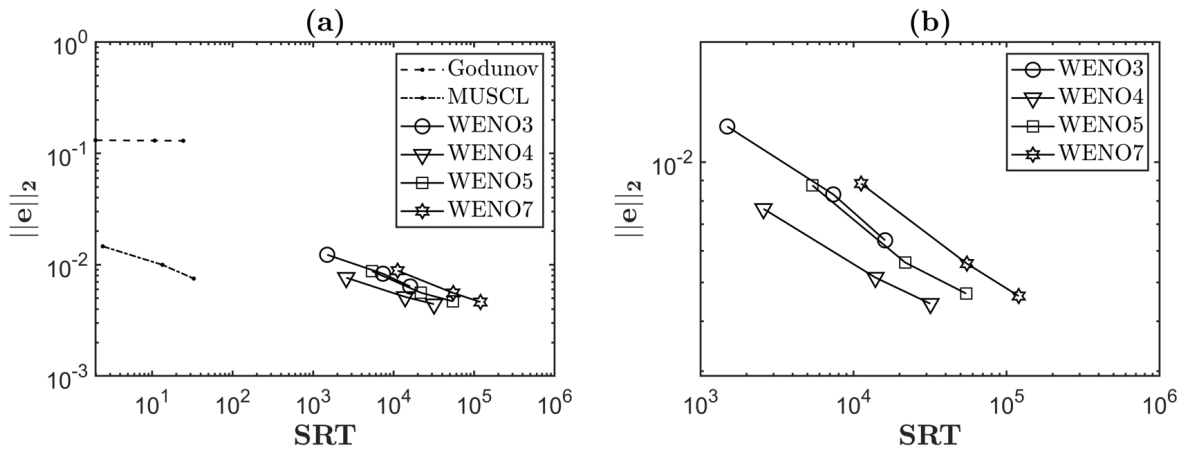 (a)
10^0
10^-1
10^-2
10^-3
||e||_2
10^1
10^2
10^3
10^4
10^5
10^6
SRT
Godunov
MUSCL
WENO3
WENO4
WENO5
WENO7
(b)
10^-2
||e||_2
10^3
10^4
10^5
10^6
SRT
WENO3
WENO4
WENO5
WENO7